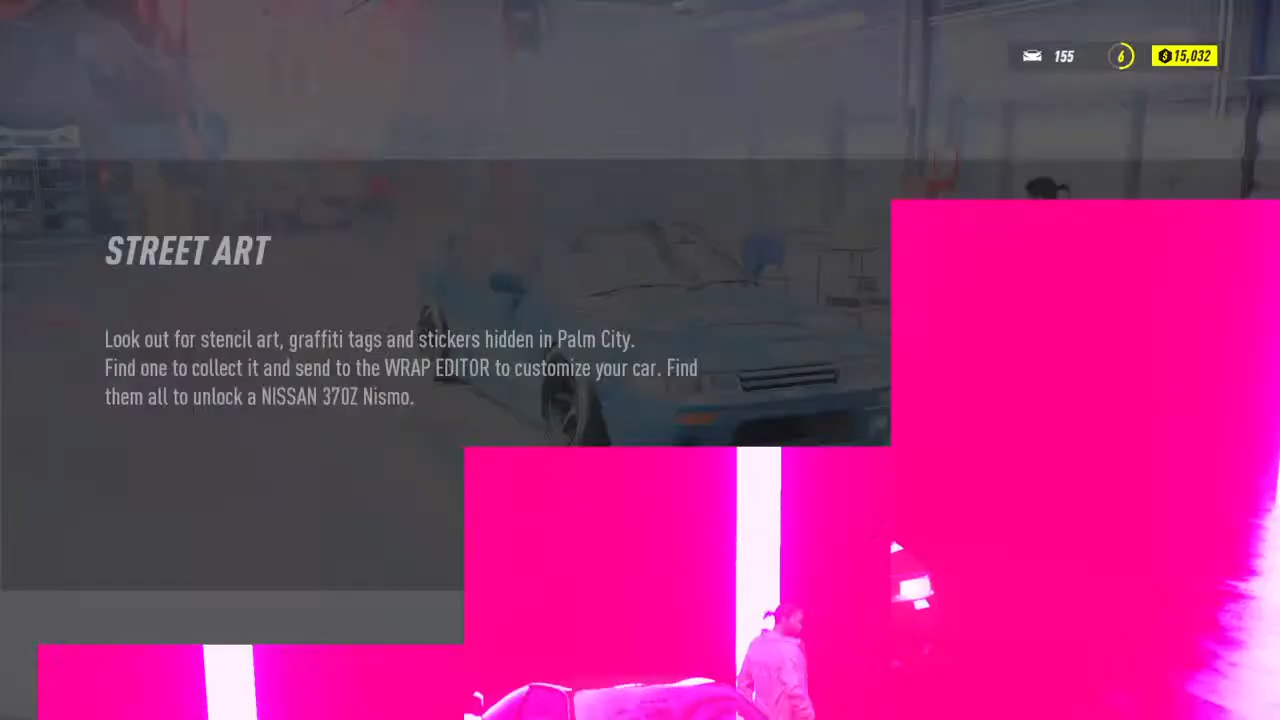 155
6
15,032
STREET ART
Look out for stencil art, graffiti tags and stickers hidden in Palm City.
Find one to collect it and send to the WRAP EDITOR to customize your car. Find
them all to unlock a NISSAN 370Z Nismo.